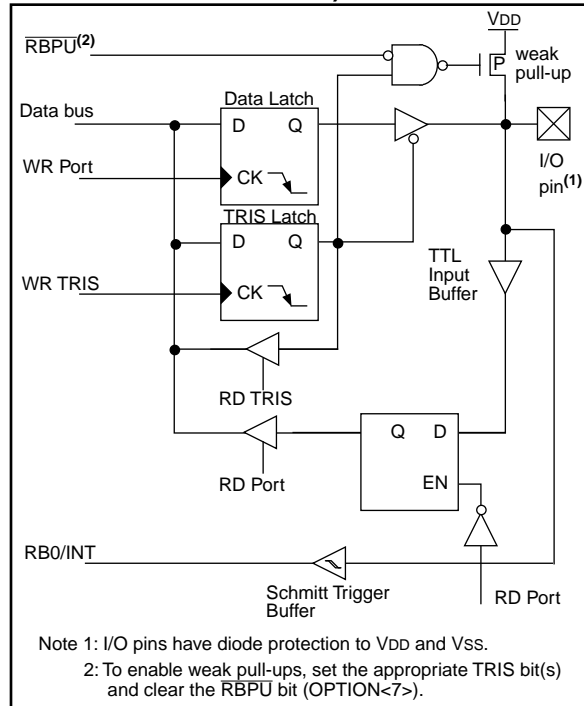 VDD
RBPU(2)
P
weak
pull-up
Data Latch
Data bus
D Q
WR Port
CK
I/O
pin(1)
TRIS Latch
D Q
TTL
Input
Buffer
WR TRIS
CK
RD TRIS
Q D
RD Port
EN
RB0/INT
Schmitt Trigger
Buffer
RD Port
Note 1: I/O pins have diode protection to VDD and VSS.
2: To enable weak pull-ups, set the appropriate TRIS bit(s)
and clear the RBPU bit (OPTION<7>).